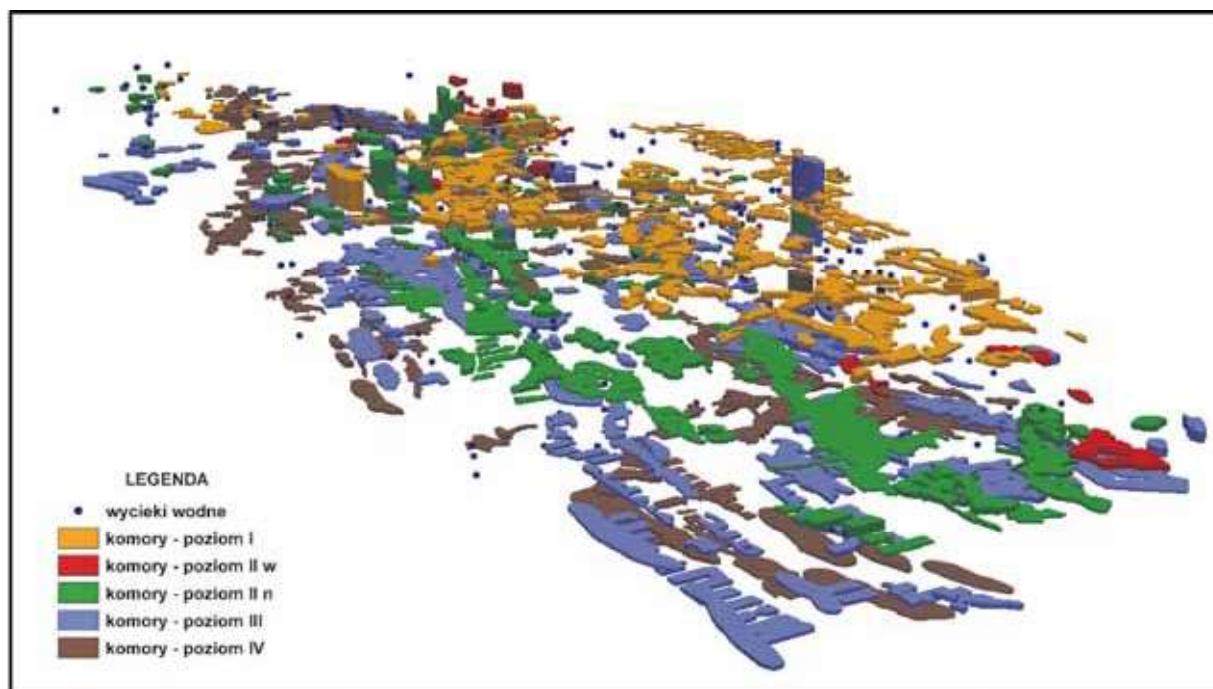 LEGENDA
wycieki wodne
komory - poziom I
komory - poziom II w
komory - poziom II n
komory - poziom III
komory - poziom IV